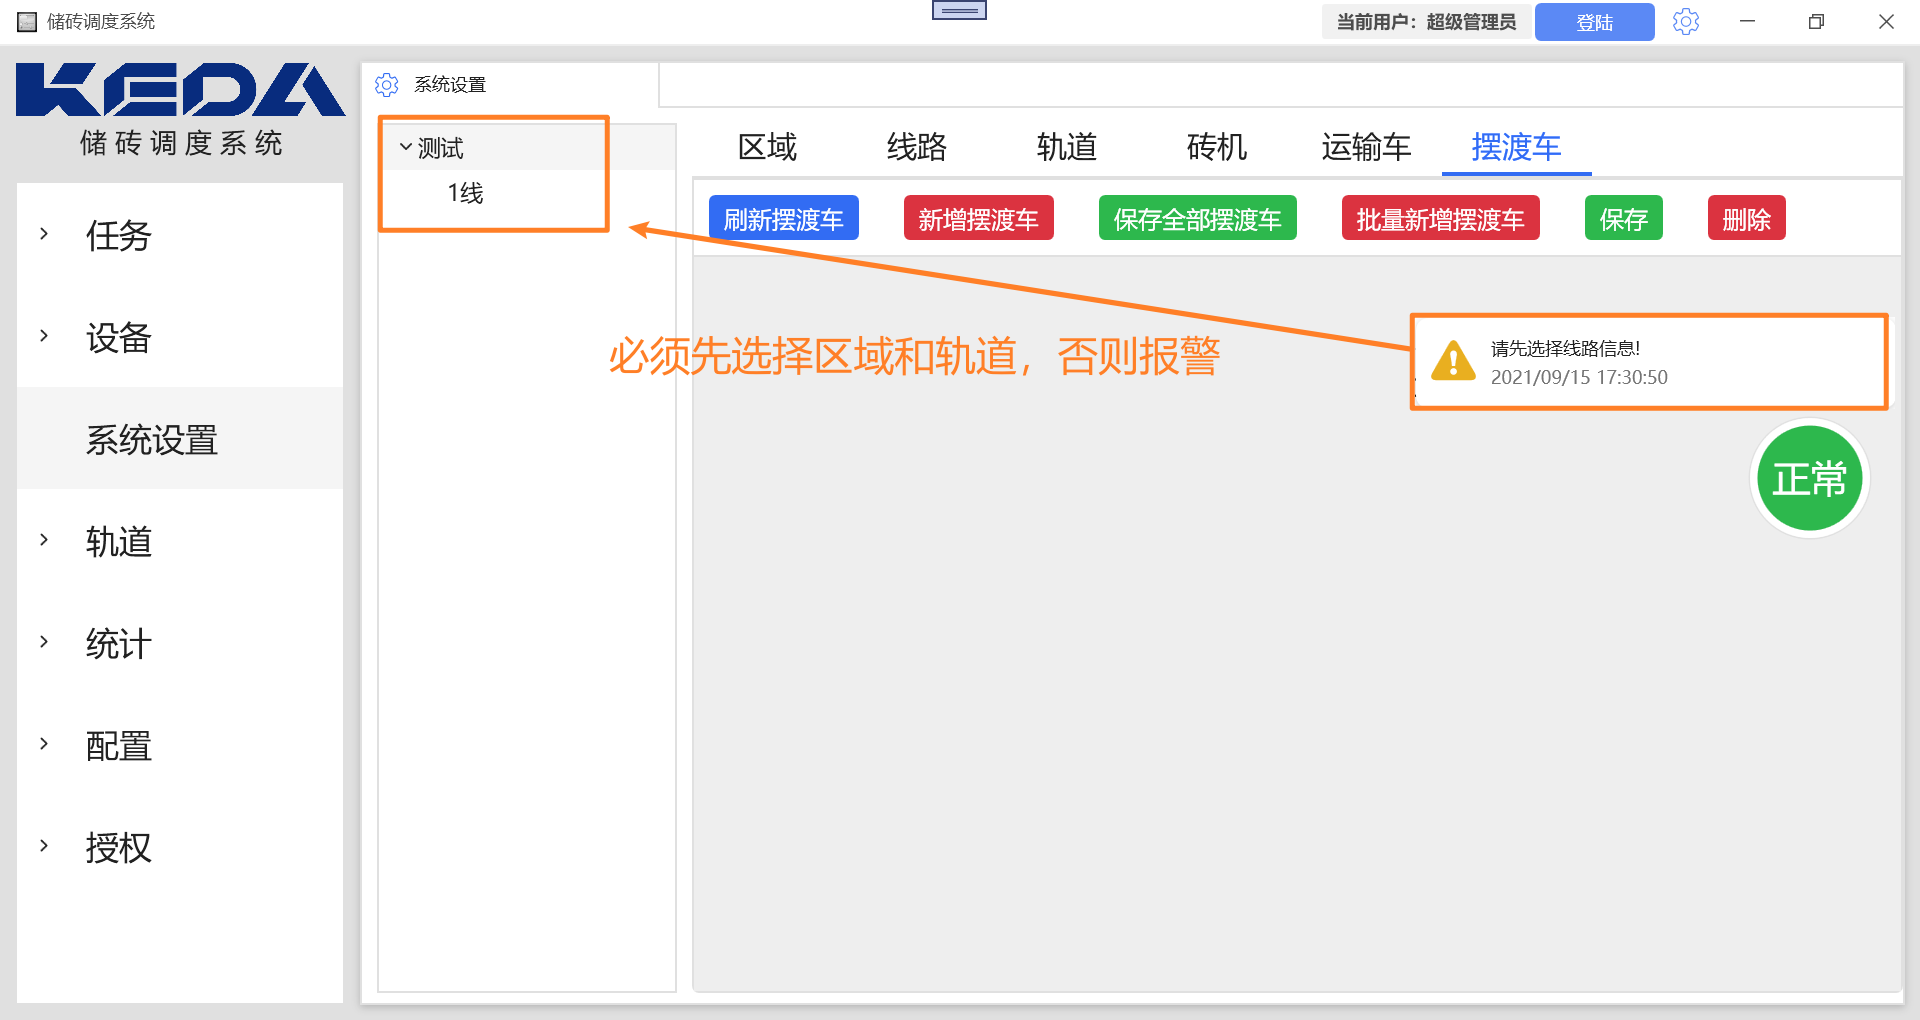 储砖调度系统
当前用户：超级管理员
登陆
KEDA
储砖调度系统
系统设置
任务
设备
系统设置
轨道
统计
配置
授权
测试
1线
区域
线路
轨道
砖机
运输车
摆渡车
刷新摆渡车
新增摆渡车
保存全部摆渡车
批量新增摆渡车
保存
删除
必须先选择区域和轨道，否则报警
请先选择线路信息!
2021/09/15 17:30:50
正常